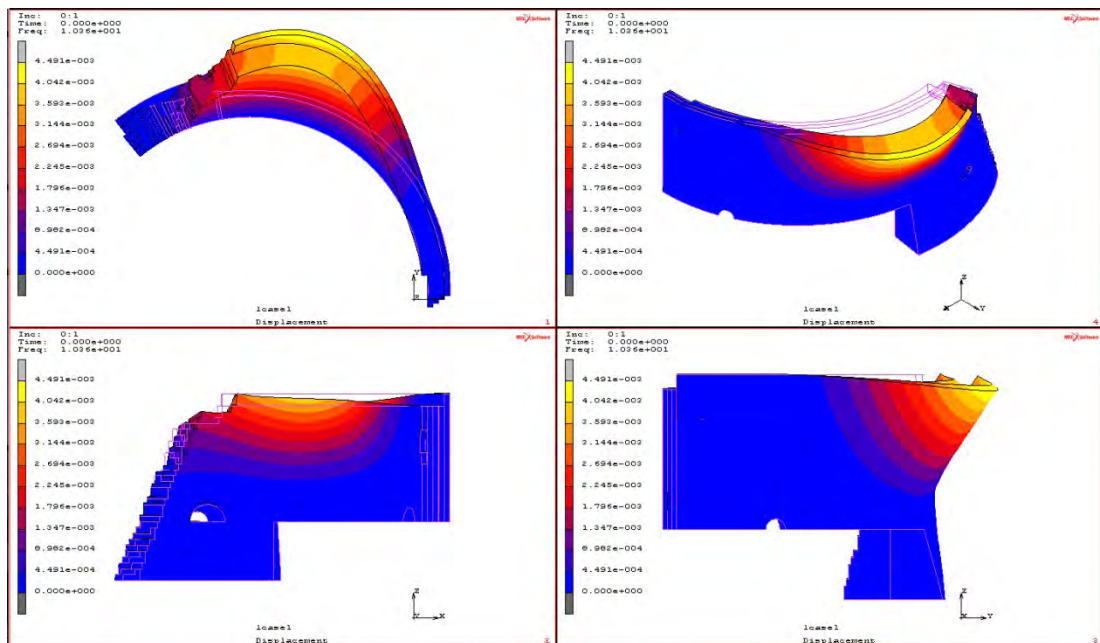 Inc: 0:1
Time: 0.000e+000
Freq: 1.036e+001
4.491e-003
4.042e-003
3.593e-003
3.144e-003
2.694e-003
2.245e-003
1.796e-003
1.347e-003
8.982e-004
4.491e-004
0.000e+000
Y
Z
X
lcase1
Displacement
1
Inc: 0:1
Time: 0.000e+000
Freq: 1.036e+001
MSC Software
4.491e-003
4.042e-003
3.593e-003
3.144e-003
2.694e-003
2.245e-003
1.796e-003
1.347e-003
8.982e-004
4.491e-004
0.000e+000
Z
X
Y
lcase1
Displacement
4
Inc: 0:1
Time: 0.000e+000
Freq: 1.036e+001
4.491e-003
4.042e-003
3.593e-003
3.144e-003
2.694e-003
2.245e-003
1.796e-003
1.347e-003
8.982e-004
4.491e-004
0.000e+000
Z
Y
X
lcase1
Displacement
2
Inc: 0:1
Time: 0.000e+000
Freq: 1.036e+001
4.491e-003
4.042e-003
3.593e-003
3.144e-003
2.694e-003
2.245e-003
1.796e-003
1.347e-003
8.982e-004
4.491e-004
0.000e+000
Z
X
Y
lcase1
Displacement
3